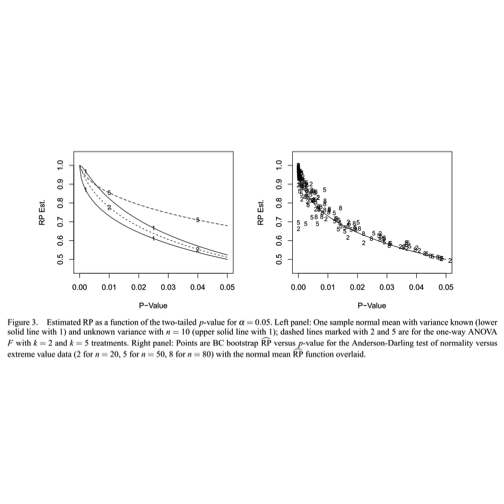 1.0
0.9
0.8
0.7
0.6
0.5
RP Est.
0.00 0.01 0.02 0.03 0.04 0.05
P-Value
1.0
0.9
0.8
0.7
0.6
0.5
RP Est.
0.00 0.01 0.02 0.03 0.04 0.05
P-Value
Figure 3. Estimated RP as a function of the two-tailed p-value for α = 0.05. Left panel: One sample normal mean with variance known (lower
solid line with 1) and unknown variance with n = 10 (upper solid line with 1); dashed lines marked with 2 and 5 are for the one-way ANOVA
F with k = 2 and k = 5 treatments. Right panel: Points are BC bootstrap R̂P versus p-value for the Anderson-Darling test of normality versus
extreme value data (2 for n = 20, 5 for n = 50, 8 for n = 80) with the normal mean R̂P function overlaid.